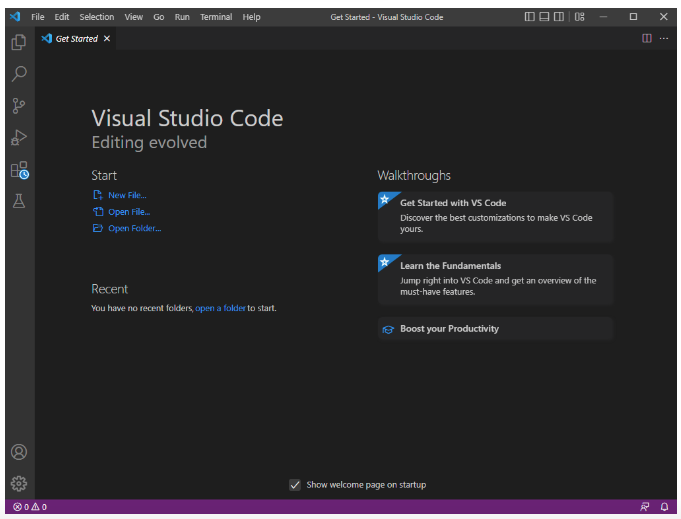 File Edit Selection View Go Run Terminal Help Get Started - Visual Studio Code
Get Started
Visual Studio Code
Editing evolved
Start
New File...
Open File...
Open Folder...
Recent
You have no recent folders, open a folder to start.
Walkthroughs
Get Started with VS Code
Discover the best customizations to make VS Code
yours.
Learn the Fundamentals
Jump right into VS Code and get an overview of the
must-have features.
Boost your Productivity
Show welcome page on startup
0 0